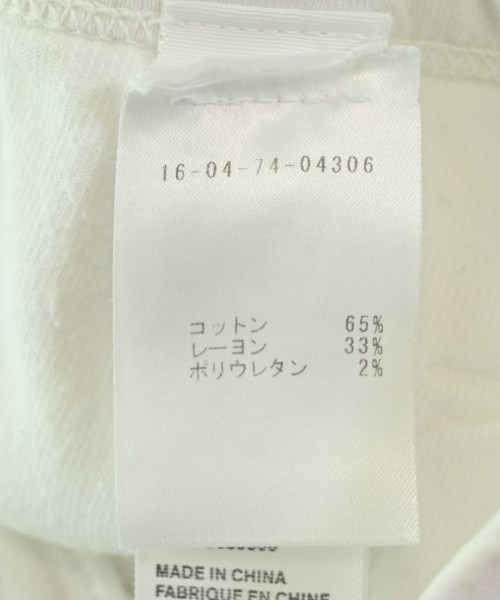 16-04-74-04306
コットン 65%
レーヨン 33%
ポリウレタン 2%
MADE IN CHINA
FABRIQUE EN CHINE